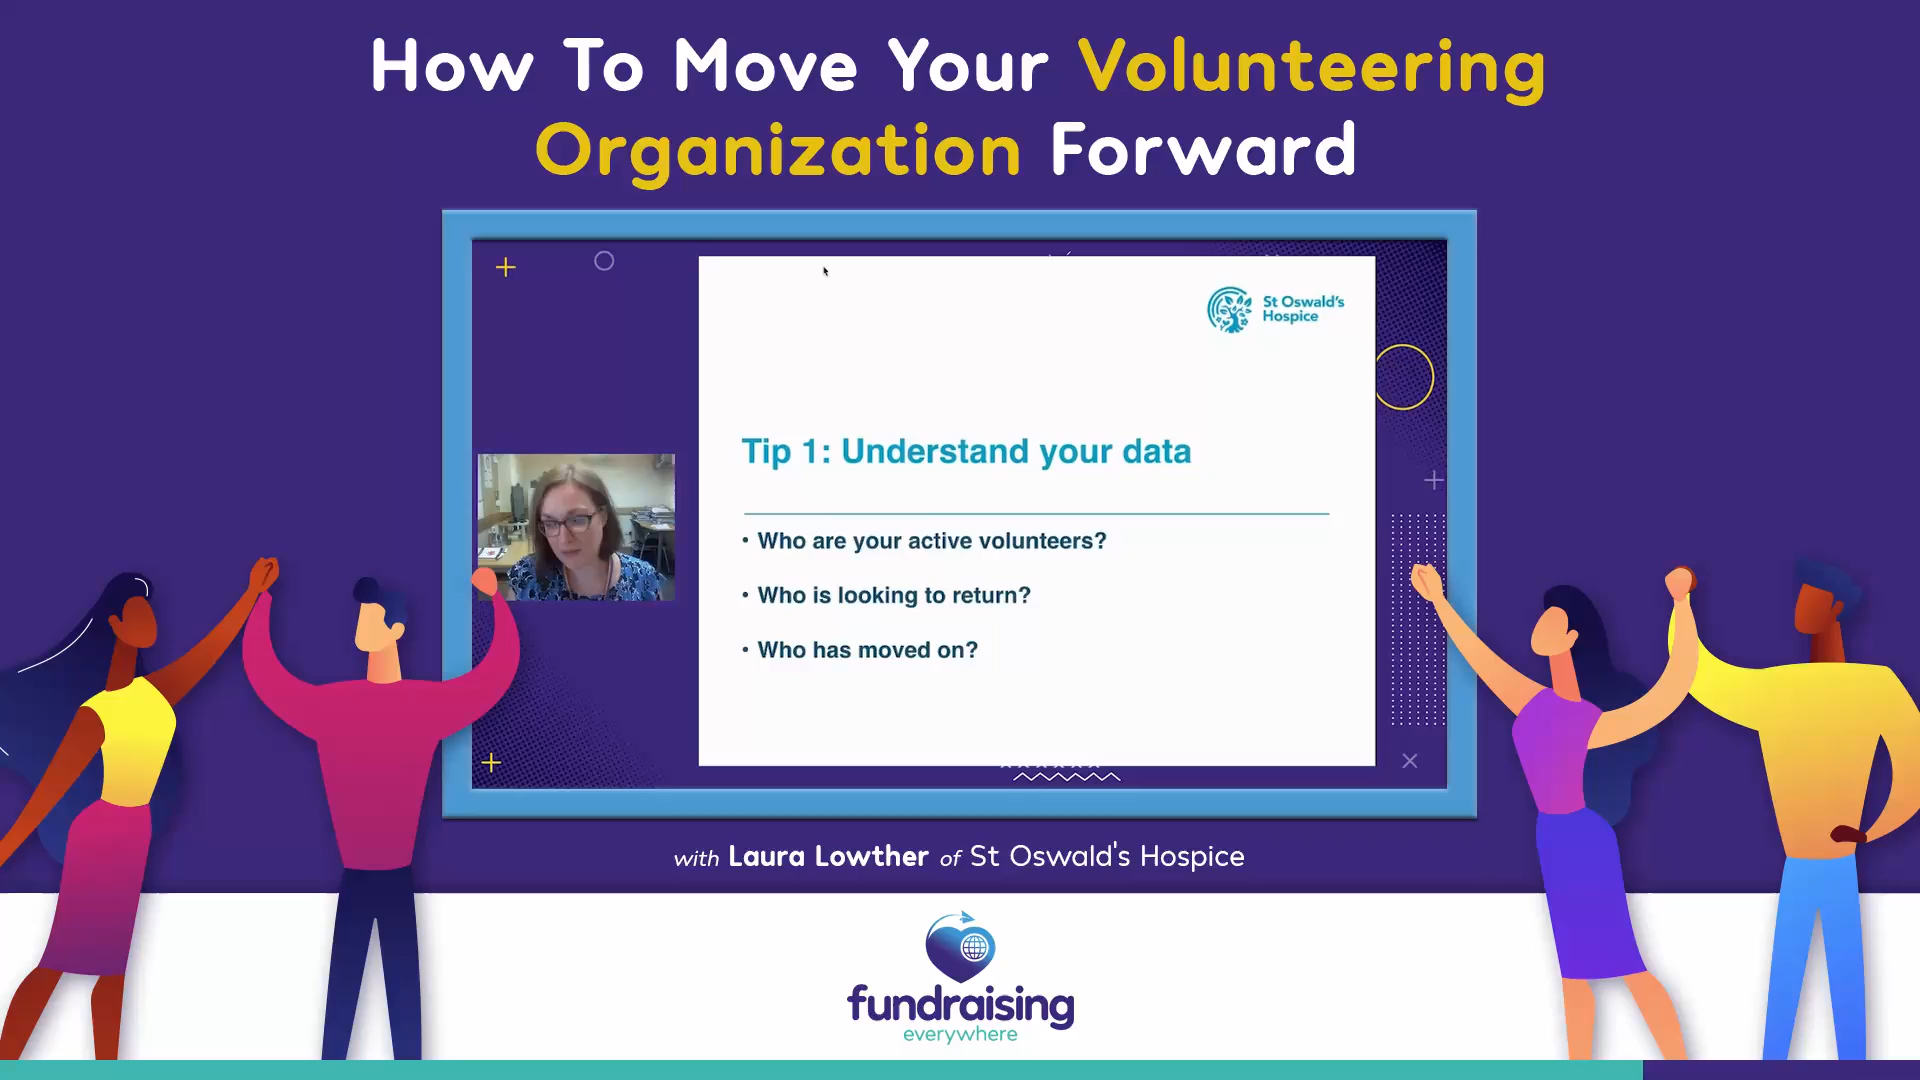 How To Move Your Volunteering
Organization Forward
St Oswald's
Hospice
Tip 1: Understand your data
• Who are your active volunteers?
• Who is looking to return?
• Who has moved on?
with Laura Lowther of St Oswald's Hospice
fundraising
everywhere